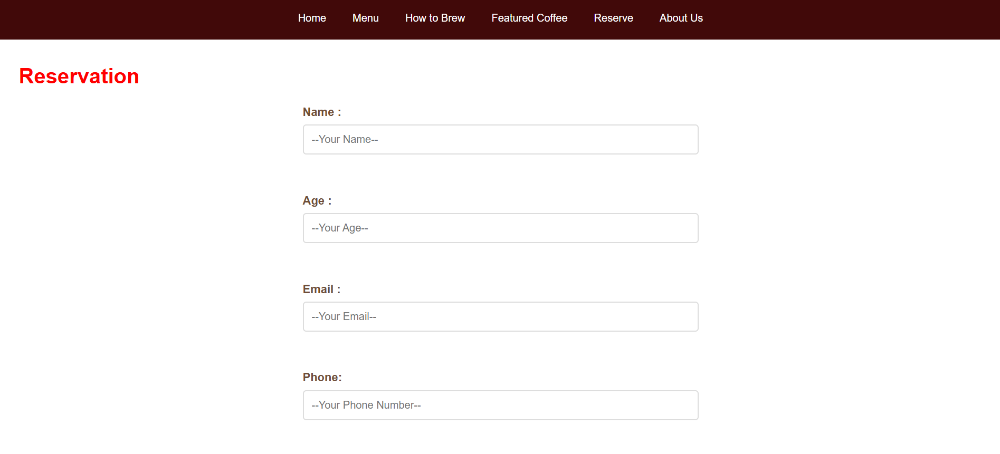 Home Menu How to Brew Featured Coffee Reserve About Us
Reservation
Name :
--Your Name--
Age :
--Your Age--
Email :
--Your Email--
Phone:
--Your Phone Number--